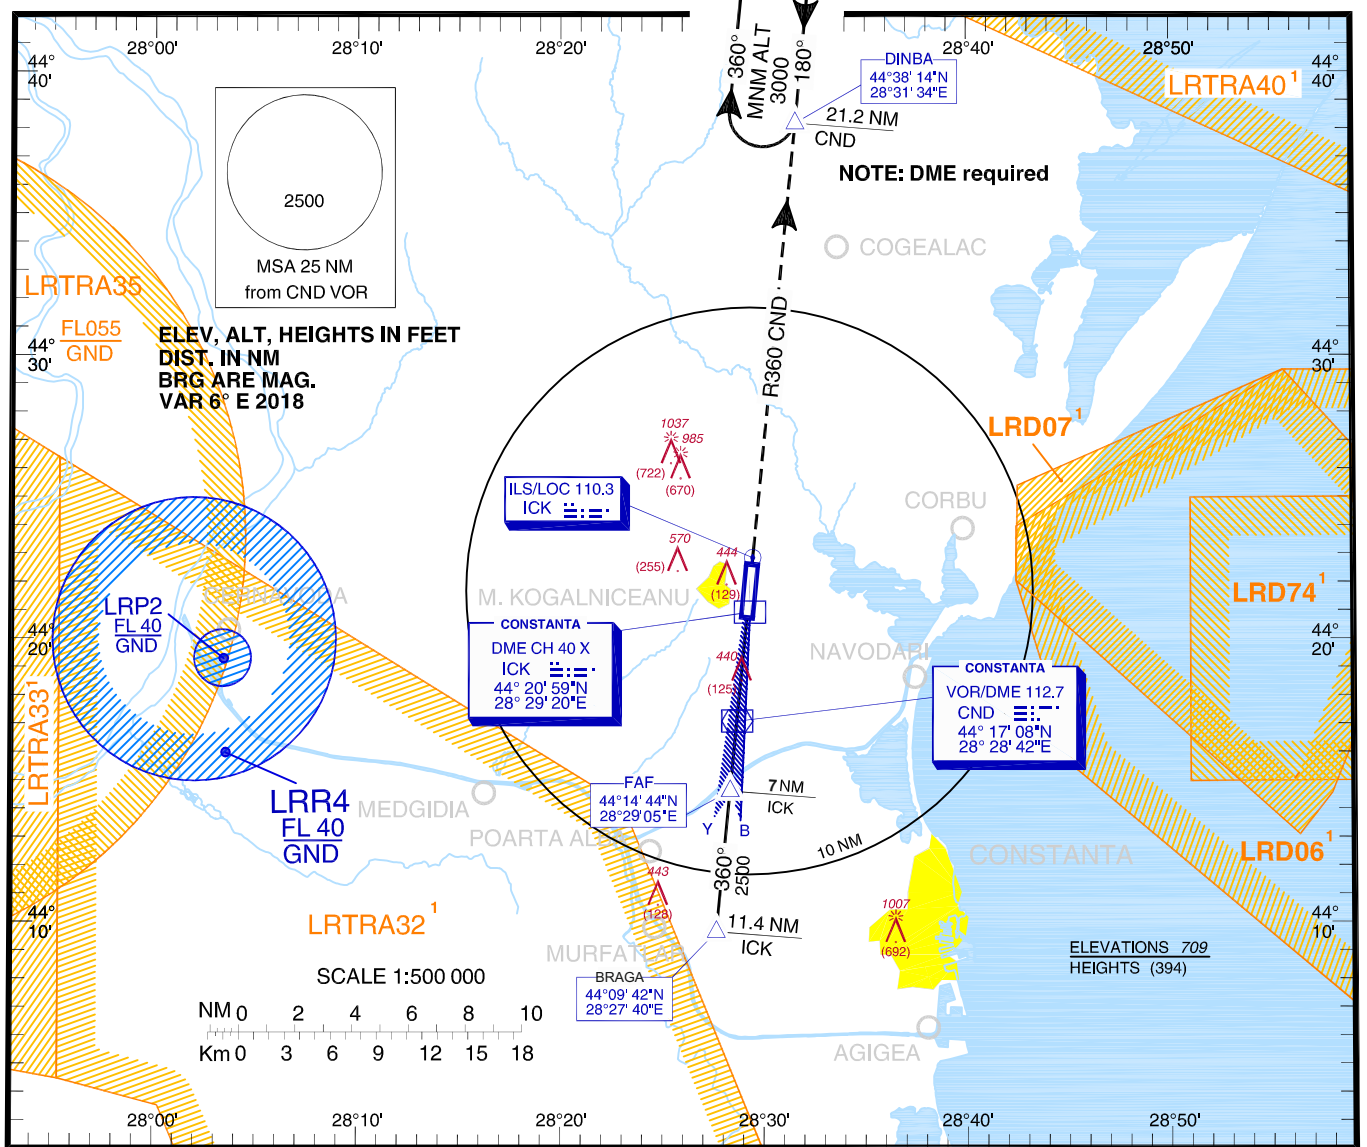 28°00'
28°10'
28°20'
28°40'
28°50'
44°
40'
44°
40'
360°
MNM ALT
3000
180°
DINBA
44°38' 14"N
28°31' 34"E
LRTRA40 1
21.2 NM
CND
NOTE: DME required
2500
MSA 25 NM
from CND VOR
COGEALAC
LRTRA35
FL055
GND
ELEV, ALT, HEIGHTS IN FEET
DIST. IN NM
BRG ARE MAG.
VAR 6° E 2018
44°
30'
44°
30'
R360 CND
LRD07 1
1037
985
(722)
(670)
ILS/LOC 110.3
ICK
CORBU
570
(255)
444
(129)
M. KOGALNICEANU
LRP2
FL 40
GND
LRD74 1
CONSTANTA
DME CH 40 X
ICK
44° 20' 59"N
28° 29' 20"E
44°
20'
44°
20'
440
(125)
NAVODARI
CONSTANTA
VOR/DME 112.7
CND
44° 17' 08"N
28° 28' 42"E
LRTRA33 1
LRR4
FL 40
GND
MEDGIDIA
FAF
44°14' 44"N
28°29' 05"E
7 NM
ICK
Y
B
POARTA
10 NM
CONSTANTA
LRD06 1
360°
2500
443
(128)
44°
10'
44°
10'
LRTRA32 1
11.4 NM
ICK
1007
(692)
MURFATLAR
ELEVATIONS 709
HEIGHTS (394)
BRAGA
44°09' 42"N
28°27' 40"E
SCALE 1:500 000
NM 0 2 4 6 8 10
Km 0 3 6 9 12 15 18
AGIGEA
28°00'
28°10'
28°20'
28°30'
28°40'
28°50'